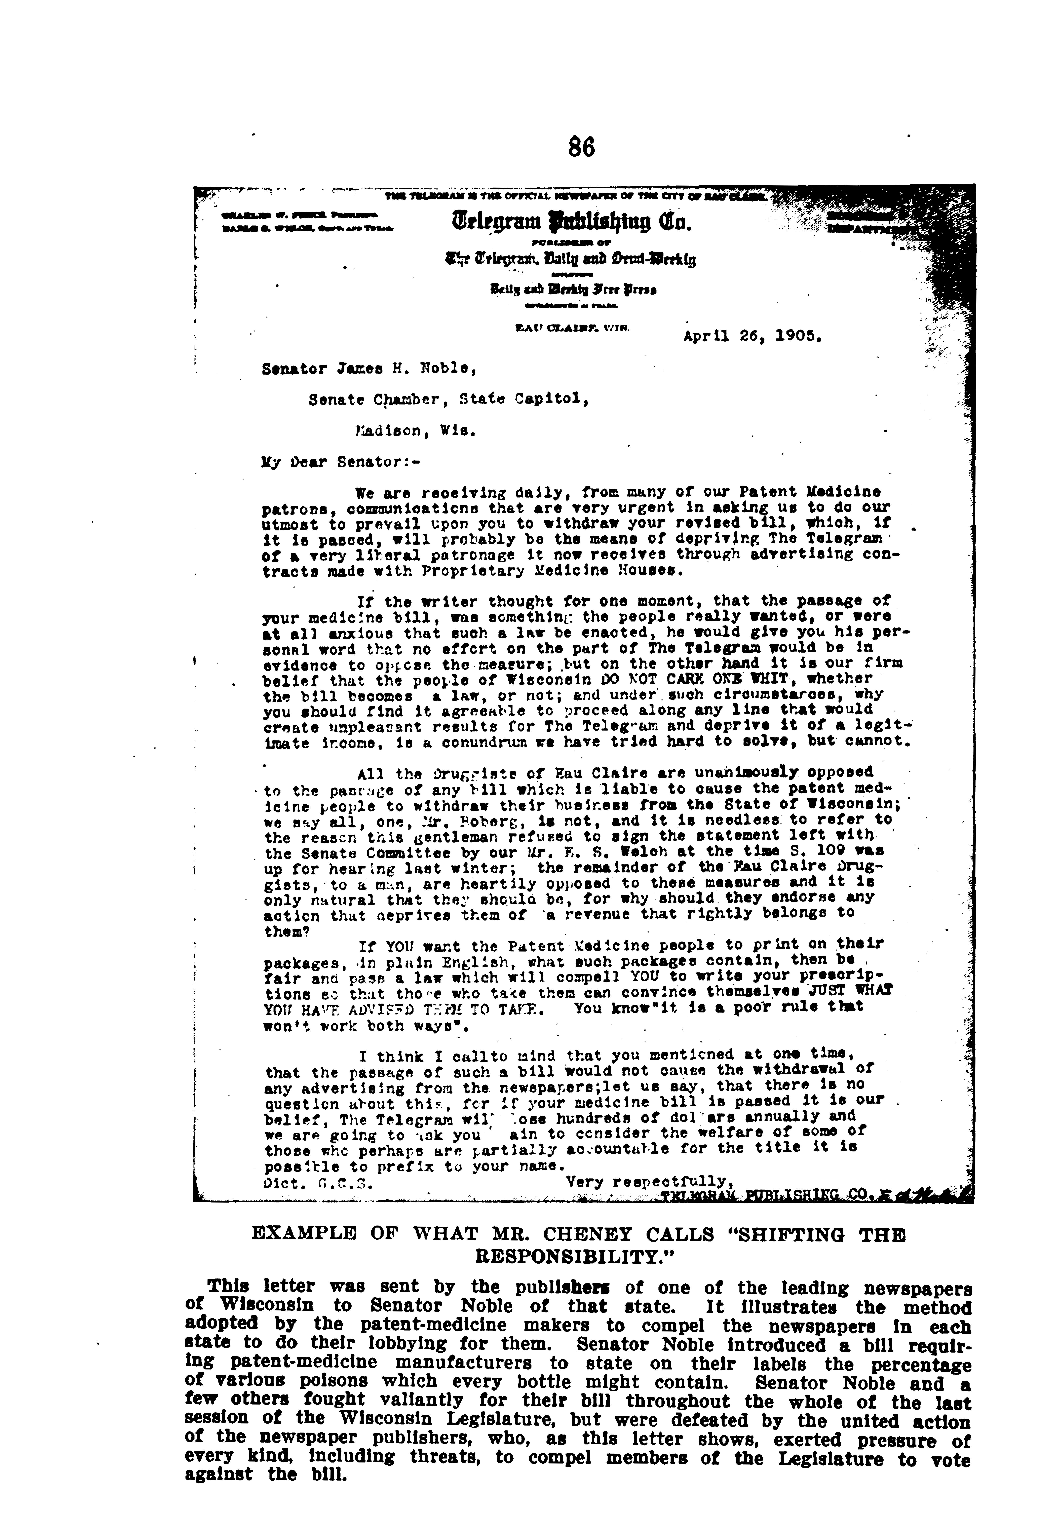 86
THE TELEGRAM IS THE OFFICIAL NEWSPAPER OF THE CITY OF EAU CLAIRE.
Telegram Publishing Co.
PUBLISHER OF
The Telegram, Daily and Semi-Weekly
Daily and Weekly Free Press
DEPARTMENT
EAU CLAIRE, WIS.
April 26, 1905.
Senator James H. Noble,
Senate Chamber, State Capitol,
Madison, Wis.
My Dear Senator:-
We are receiving daily, from many of our Patent Medicine
patrons, communications that are very urgent in asking us to do our
utmost to prevail upon you to withdraw your revised bill, which, if
it is passed, will probably be the means of depriving The Telegram
of a very liberal patronage it now receives through advertising con-
tracts made with Proprietary Medicine Houses.
If the writer thought for one moment, that the passage of
your medicine bill, was something the people really wanted, or were
at all anxious that such a law be enacted, he would give you his per-
sonal word that no effort on the part of The Telegram would be in
evidence to oppose the measure; but on the other hand it is our firm
belief that the people of Wisconsin DO NOT CARE ONE WHIT, whether
the bill becomes a law, or not; and under such circumstances, why
you should find it agreeable to proceed along any line that would
create unpleasant results for The Telegram and deprive it of a legit-
imate income, is a conundrum we have tried hard to solve, but cannot.
All the Druggists of Eau Claire are unanimously opposed
to the passage of any bill which is liable to cause the patent med-
icine people to withdraw their business from the State of Wisconsin;
we say all, one, Mr. Boberg, is not, and it is needless to refer to
the reason this gentleman refused to sign the statement left with
the Senate Committee by our Mr. E. S. Welch at the time S. 109 was
up for hearing last winter; the remainder of the Eau Claire Drug-
gists, to a man, are heartily opposed to these measures and it is
only natural that they should be, for why should they endorse any
action that deprives them of a revenue that rightly belongs to
them?
If YOU want the Patent Medicine people to print on their
packages, in plain English, what such packages contain, then be
fair and pass a law which will compell YOU to write your prescrip-
tions so that those who take them can convince themselves JUST WHAT
YOU HAVE ADVISED THEM TO TAKE. You know"it is a poor rule that
won't work both ways".
I think I callto mind that you mentioned at one time,
that the passage of such a bill would not cause the withdrawal of
any advertising from the newspapers;let us say, that there is no
question about this, for if your medicine bill is passed it is our
belief, The Telegram will lose hundreds of dollars annually and
we are going to ask you again to consider the welfare of some of
those who perhaps are partially accountable for the title it is
possible to prefix to your name.
Dict. G.C.S. Very respectfully,
TELEGRAM PUBLISHING CO.
EXAMPLE OF WHAT MR. CHENEY CALLS "SHIFTING THE
RESPONSIBILITY."
This letter was sent by the publishers of one of the leading newspapers
of Wisconsin to Senator Noble of that state. It illustrates the method
adopted by the patent-medicine makers to compel the newspapers in each
state to do their lobbying for them. Senator Noble introduced a bill requir-
ing patent-medicine manufacturers to state on their labels the percentage
of various poisons which every bottle might contain. Senator Noble and a
few others fought valiantly for their bill throughout the whole of the last
session of the Wisconsin Legislature, but were defeated by the united action
of the newspaper publishers, who, as this letter shows, exerted pressure of
every kind, including threats, to compel members of the Legislature to vote
against the bill.